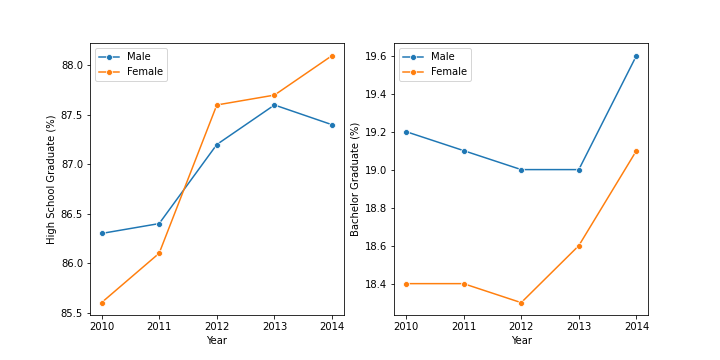 Male
Female
High School Graduate (%)
88.0
87.5
87.0
86.5
86.0
85.5
2010 2011 2012 2013 2014
Year
Male
Female
Bachelor Graduate (%)
19.6
19.4
19.2
19.0
18.8
18.6
18.4
2010 2011 2012 2013 2014
Year